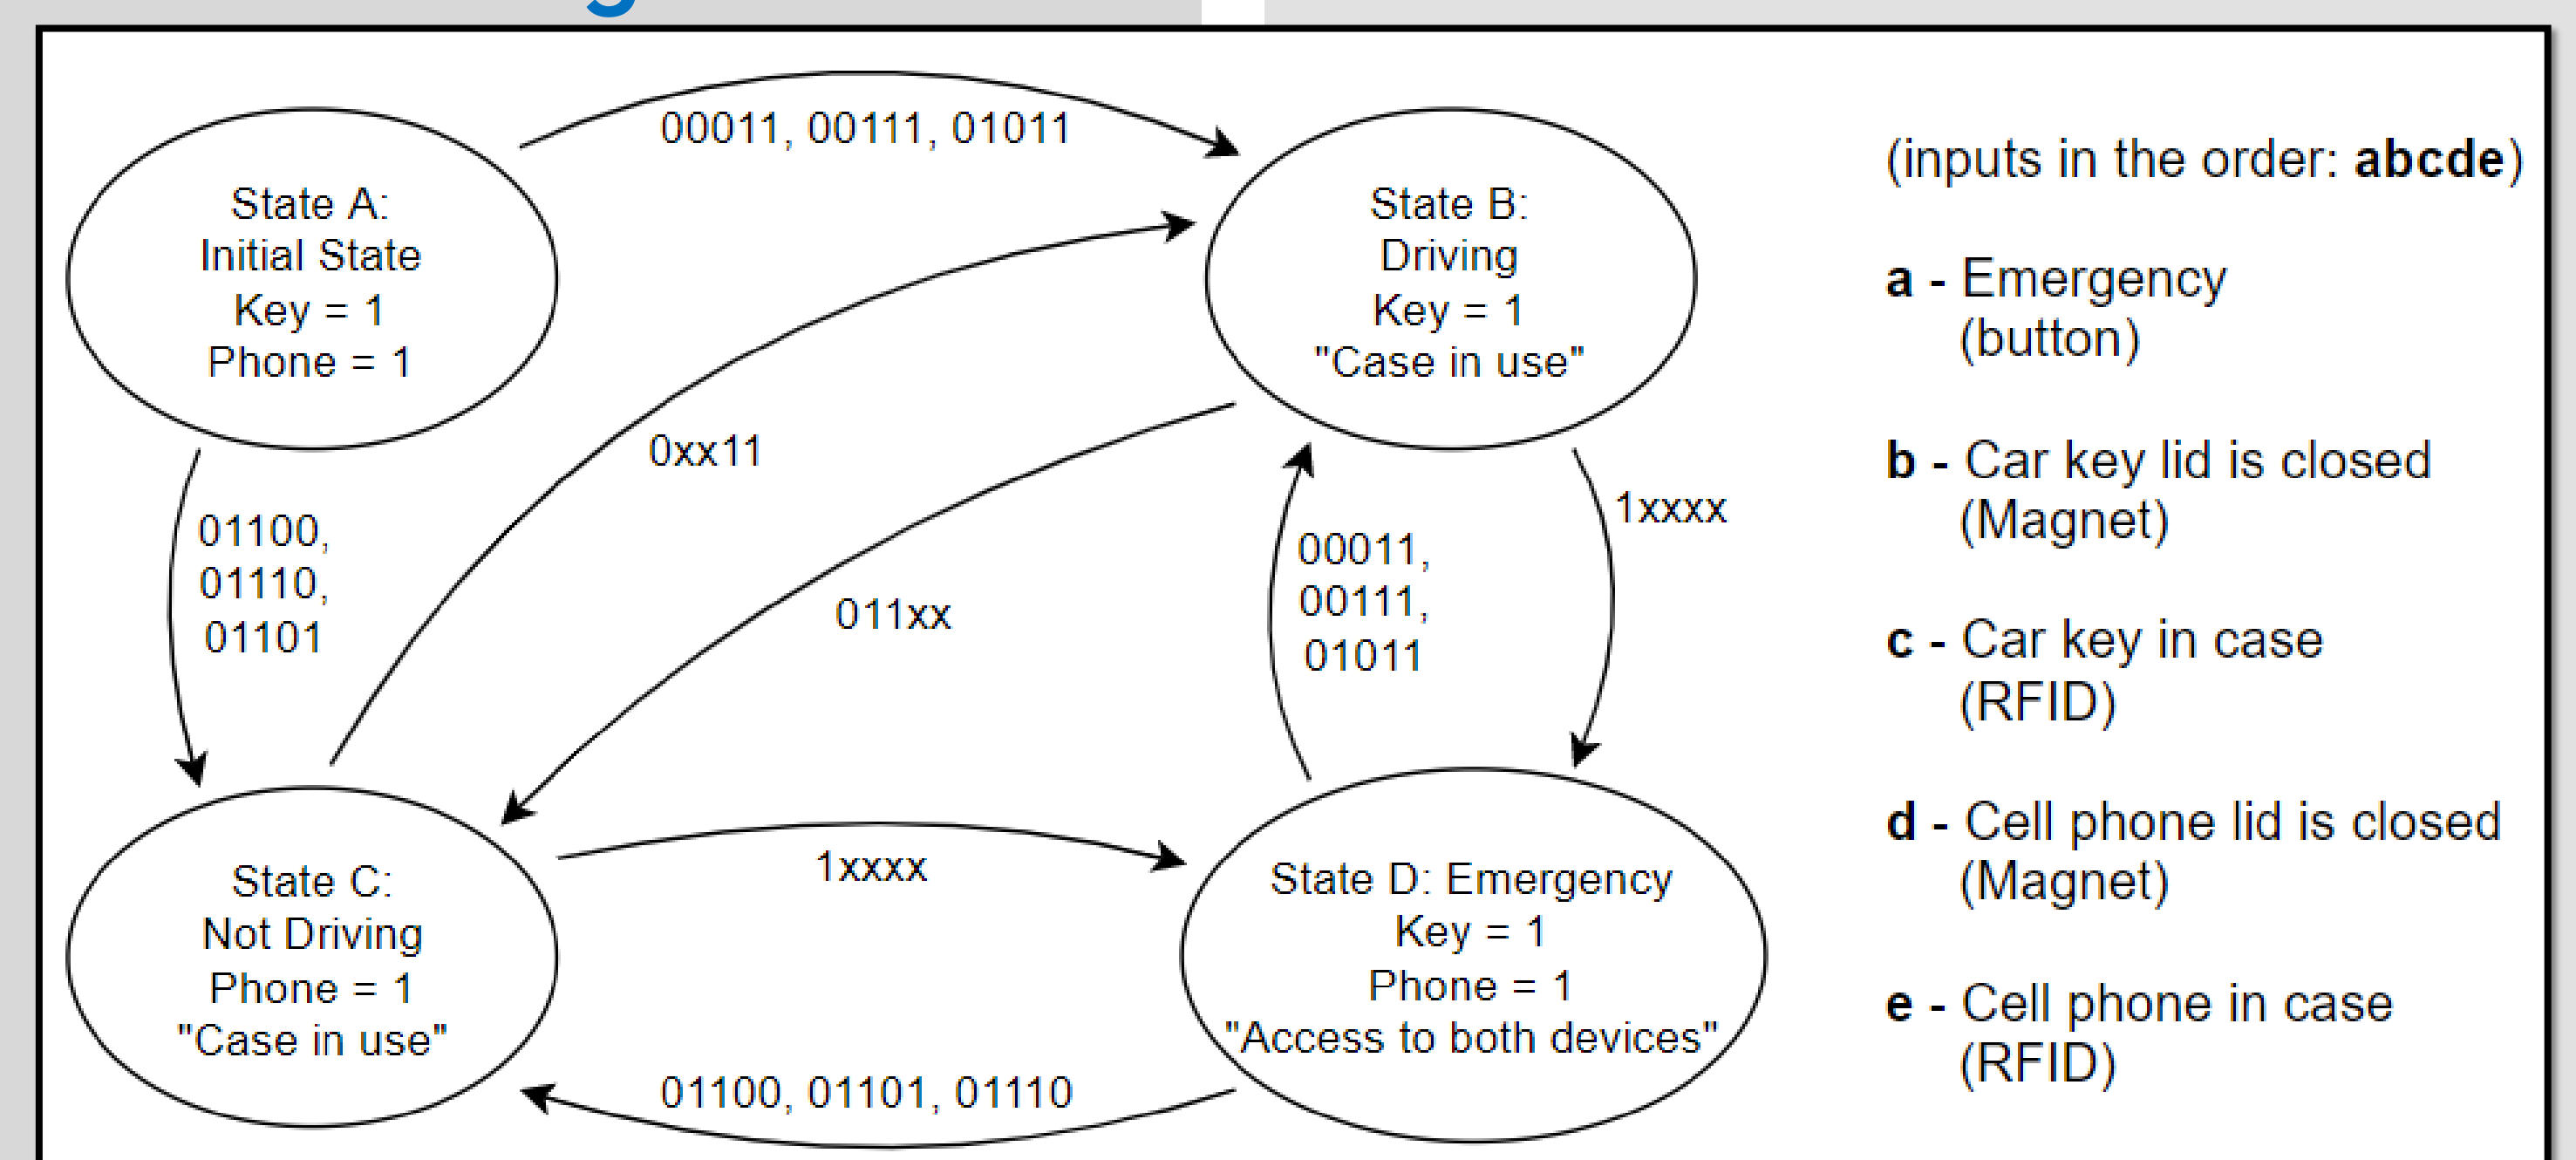 00011, 00111, 01011
State A:
Initial State
Key = 1
Phone = 1
State B:
Driving
Key = 1
"Case in use"
0xx11
011xx
01100,
01110,
01101
00011,
00111,
01011
1xxxx
State C:
Not Driving
Phone = 1
"Case in use"
1xxxx
State D: Emergency
Key = 1
Phone = 1
"Access to both devices"
01100, 01101, 01110
(inputs in the order: abcde)
a - Emergency
(button)
b - Car key lid is closed
(Magnet)
c - Car key in case
(RFID)
d - Cell phone lid is closed
(Magnet)
e - Cell phone in case
(RFID)